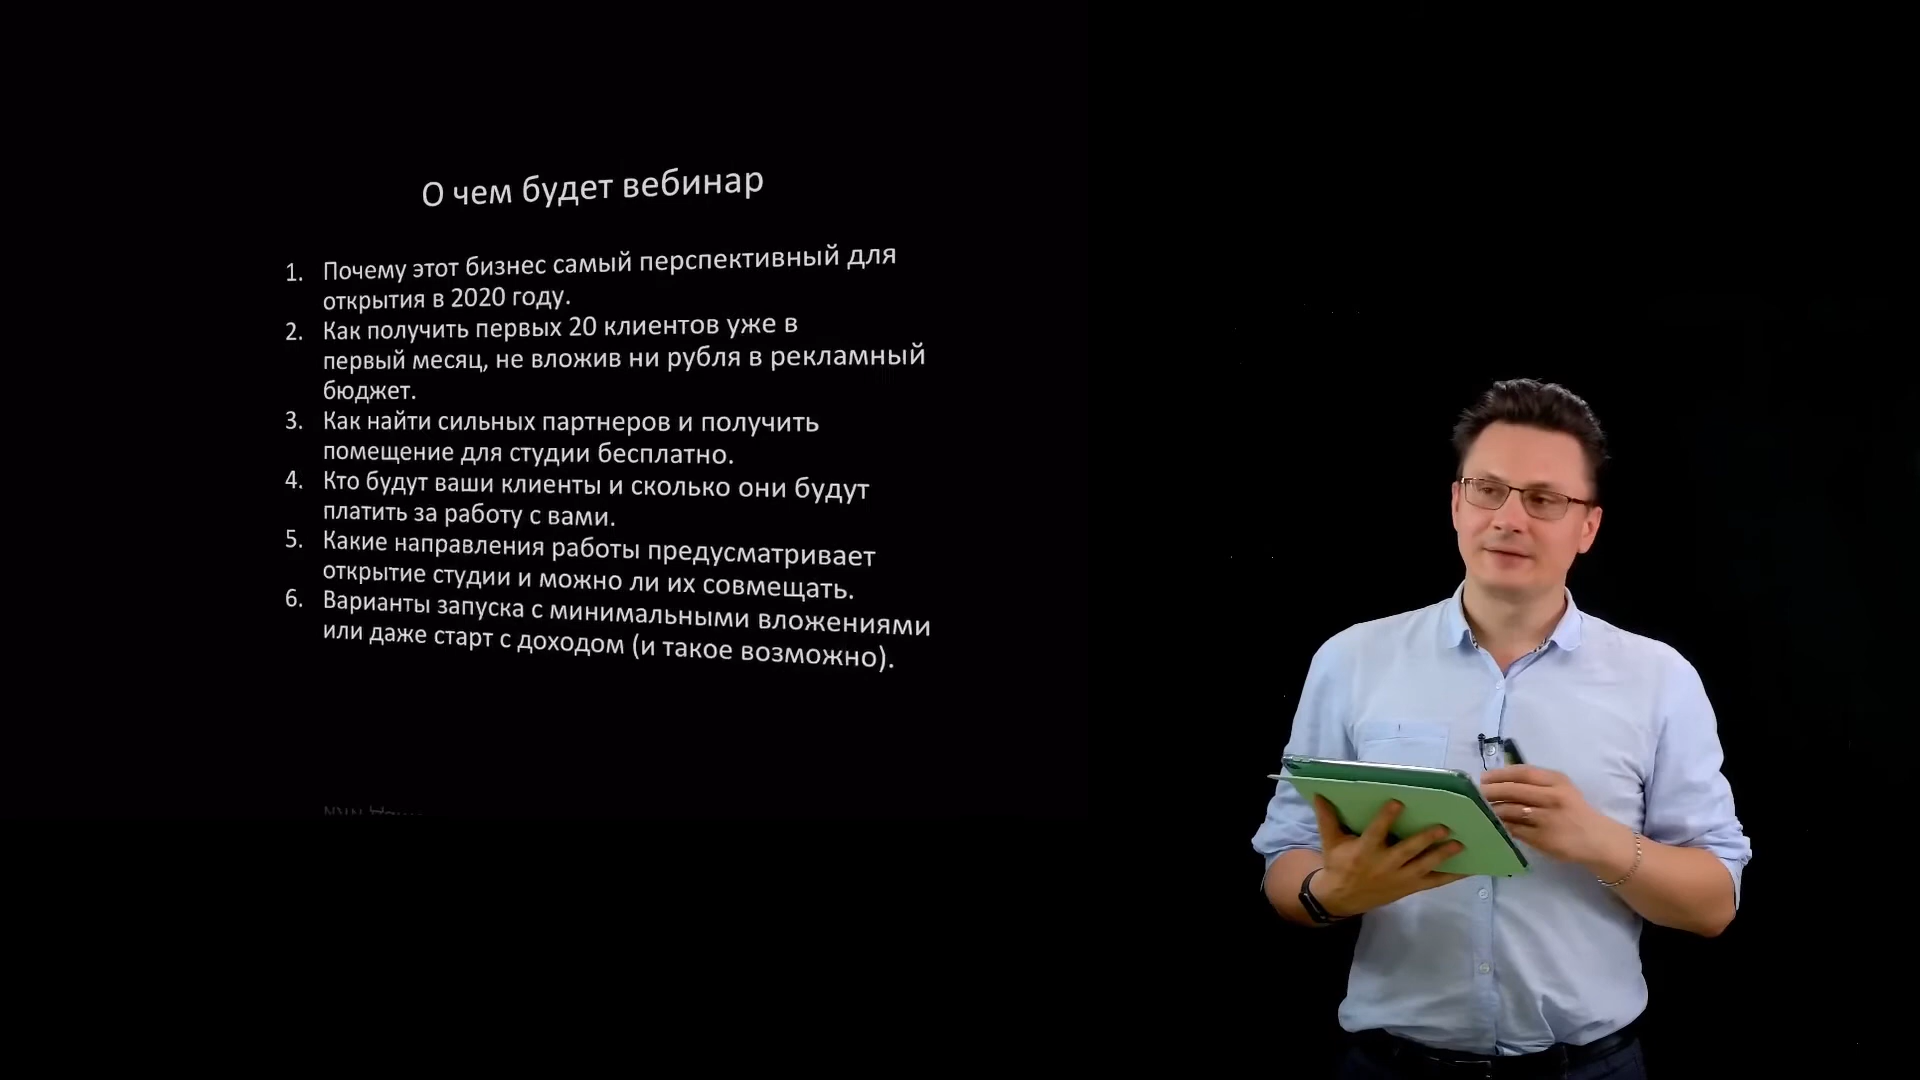 О чем будет вебинар
1. Почему этот бизнес самый перспективный для
открытия в 2020 году.
2. Как получить первых 20 клиентов уже в
первый месяц, не вложив ни рубля в рекламный
бюджет.
3. Как найти сильных партнеров и получить
помещение для студии бесплатно.
4. Кто будут ваши клиенты и сколько они будут
платить за работу с вами.
5. Какие направления работы предусматривает
открытие студии и можно ли их совмещать.
6. Варианты запуска с минимальными вложениями
или даже старт с доходом (и такое возможно).